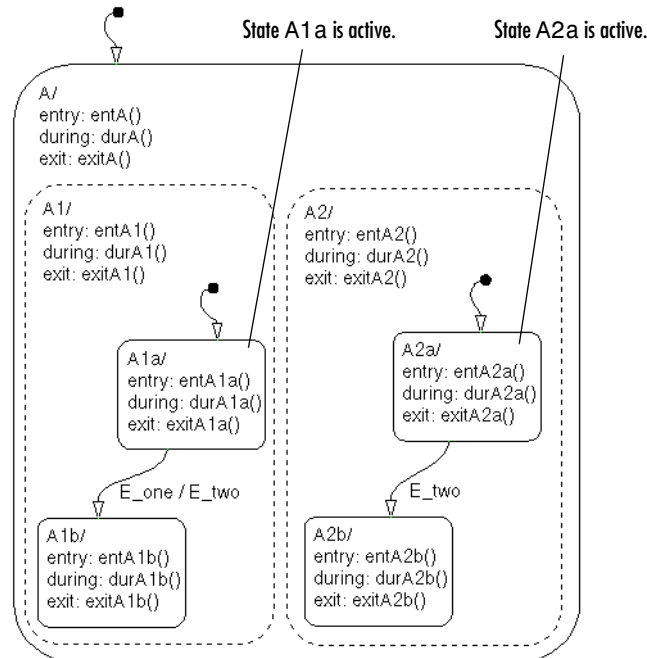 State A1a is active.
State A2a is active.
A/
entry: entA()
during: durA()
exit: exitA()
A1/
entry: entA1()
during: durA1()
exit: exitA1()
A2/
entry: entA2()
during: durA2()
exit: exitA2()
A1a/
entry: entA1a()
during: durA1a()
exit: exitA1a()
A2a/
entry: entA2a()
during: durA2a()
exit: exitA2a()
E_one / E_two
E_two
A1b/
entry: entA1b()
during: durA1b()
exit: exitA1b()
A2b/
entry: entA2b()
during: durA2b()
exit: exitA2b()